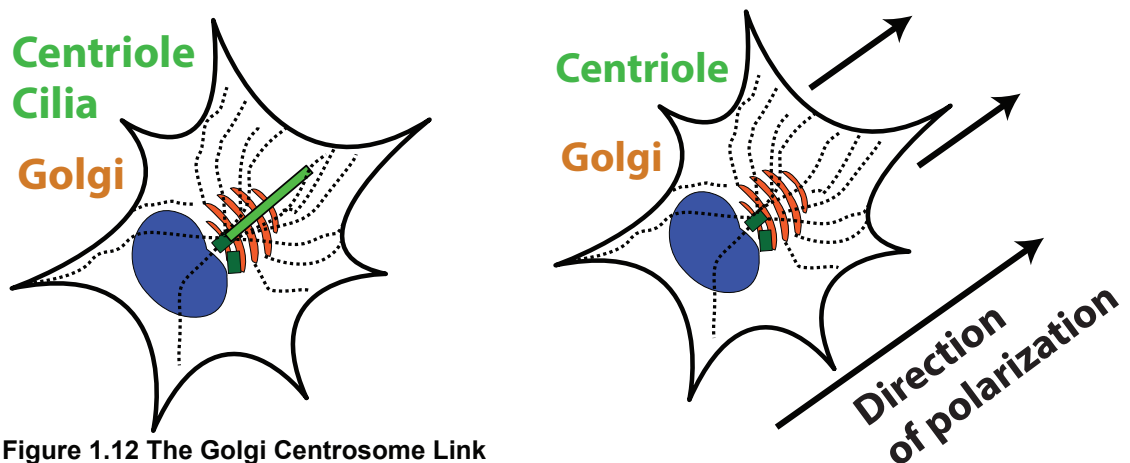 Centriole
Cilia
Golgi
Centriole
Golgi
Direction
of polarization
Figure 1.12 The Golgi Centrosome Link